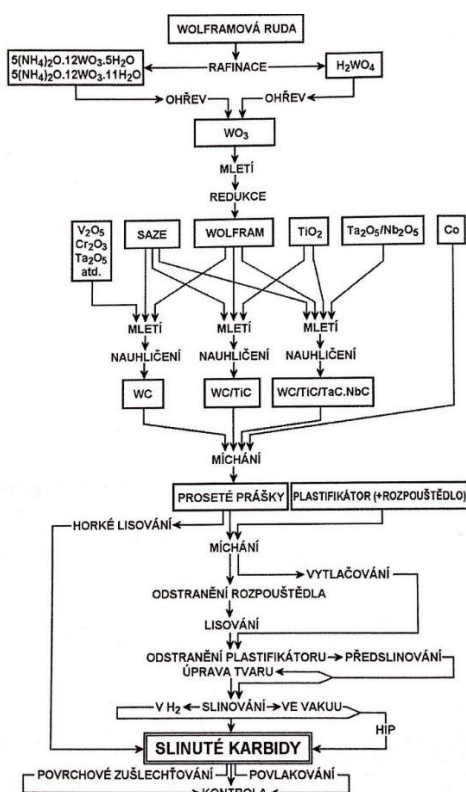 WOLFRAMOVÁ RUDA
5(NH₄)₂O.12WO₃.5H₂O
5(NH₄)₂O.12WO₃.11H₂O
RAFINACE
H₂WO₄
OHŘEV
OHŘEV
WO₃
MLETÍ
REDUKCE
V₂O₅
Cr₂O₃
Ta₂O₅
atd.
SAZE
WOLFRAM
TiO₂
Ta₂O₅/Nb₂O₅
Co
MLETÍ
MLETÍ
MLETÍ
NAUHLIČENÍ
NAUHLIČENÍ
NAUHLIČENÍ
WC
WC/TiC
WC/TiC/TaC.NbC
MÍCHÁNÍ
PROSETÉ PRÁŠKY
PLASTIFIKÁTOR (+ROZPOUŠTĚDLO)
HORKÉ LISOVÁNÍ
MÍCHÁNÍ
VYTLAČOVÁNÍ
ODSTRANĚNÍ ROZPOUŠTĚDLA
LISOVÁNÍ
ODSTRANĚNÍ PLASTIFIKÁTORU
PŘEDSLINOVÁNÍ
ÚPRAVA TVARU
V H₂
SLINOVÁNÍ
VE VAKUU
HIP
SLINUTÉ KARBIDY
POVRCHOVÉ ZUŠLECHŤOVÁNÍ
POVLAKOVÁNÍ
KONTROLA